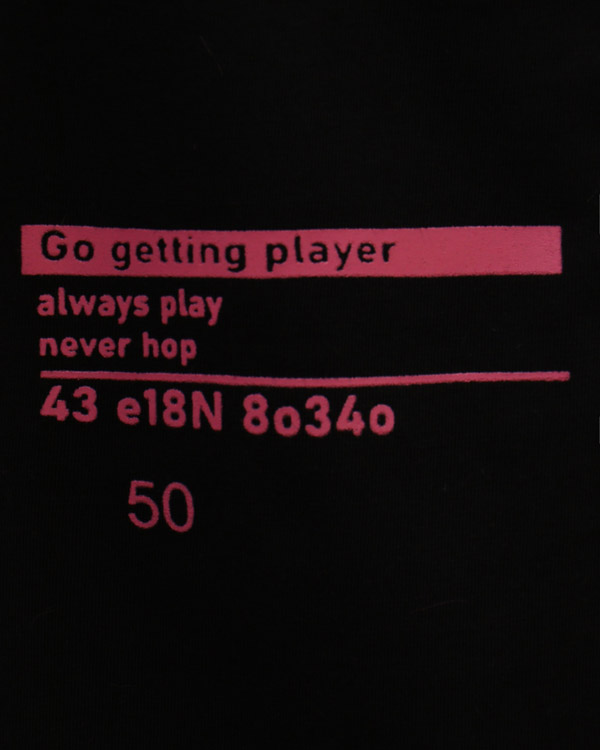 Go getting player
always play
never hop
43 e18N 8o34o
50